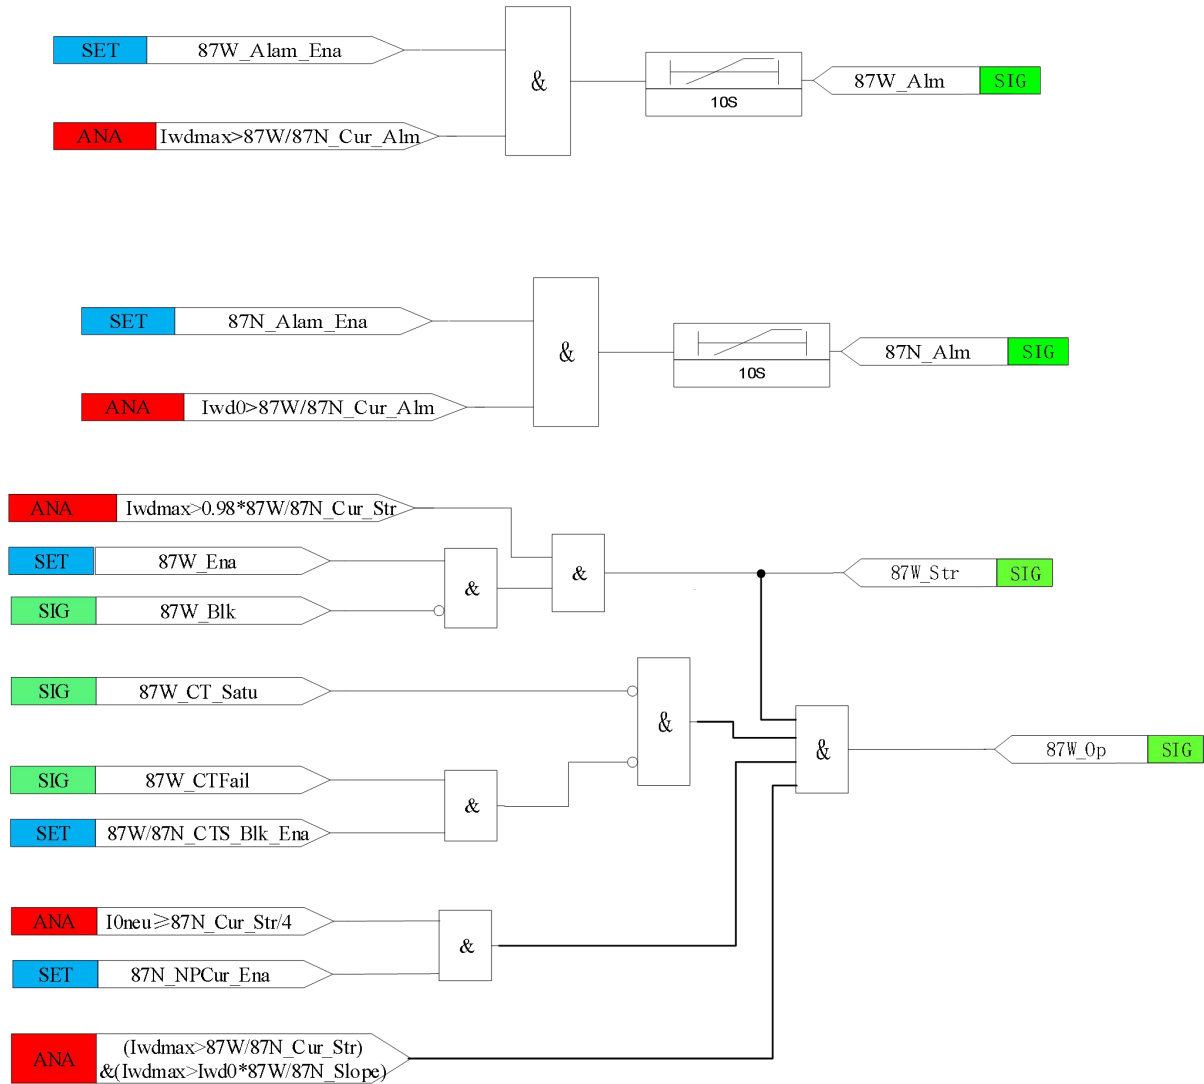 SET 87W_Alam_Ena
&
87W_Alm SIG
10S
ANA Iwdmax>87W/87N_Cur_Alm
SET 87N_Alam_Ena
&
87N_Alm SIG
10S
ANA Iwd0>87W/87N_Cur_Alm
ANA Iwdmax>0.98*87W/87N_Cur_Str
SET 87W_Ena
&
&
87W_Str SIG
SIG 87W_Blk
SIG 87W_CT_Satu
&
&
87W_Op SIG
SIG 87W_CTFail
&
SET 87W/87N_CTS_Blk_Ena
ANA I0neu≥87N_Cur_Str/4
&
SET 87N_NPCur_Ena
ANA (Iwdmax>87W/87N_Cur_Str)
&(Iwdmax>Iwd0*87W/87N_Slope)